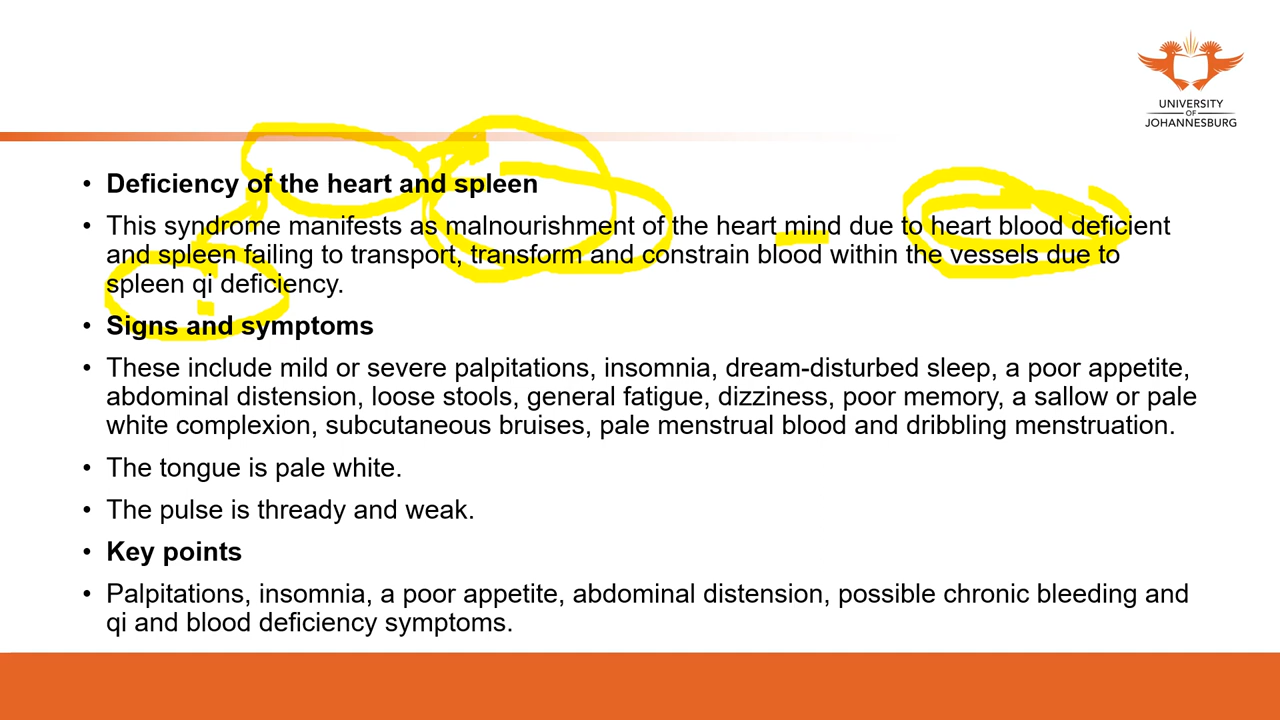 UNIVERSITY
OF
JOHANNESBURG
• Deficiency of the heart and spleen
• This syndrome manifests as malnourishment of the heart mind due to heart blood deficient
and spleen failing to transport, transform and constrain blood within the vessels due to
spleen qi deficiency.
• Signs and symptoms
• These include mild or severe palpitations, insomnia, dream-disturbed sleep, a poor appetite,
abdominal distension, loose stools, general fatigue, dizziness, poor memory, a sallow or pale
white complexion, subcutaneous bruises, pale menstrual blood and dribbling menstruation.
• The tongue is pale white.
• The pulse is thready and weak.
• Key points
• Palpitations, insomnia, a poor appetite, abdominal distension, possible chronic bleeding and
qi and blood deficiency symptoms.